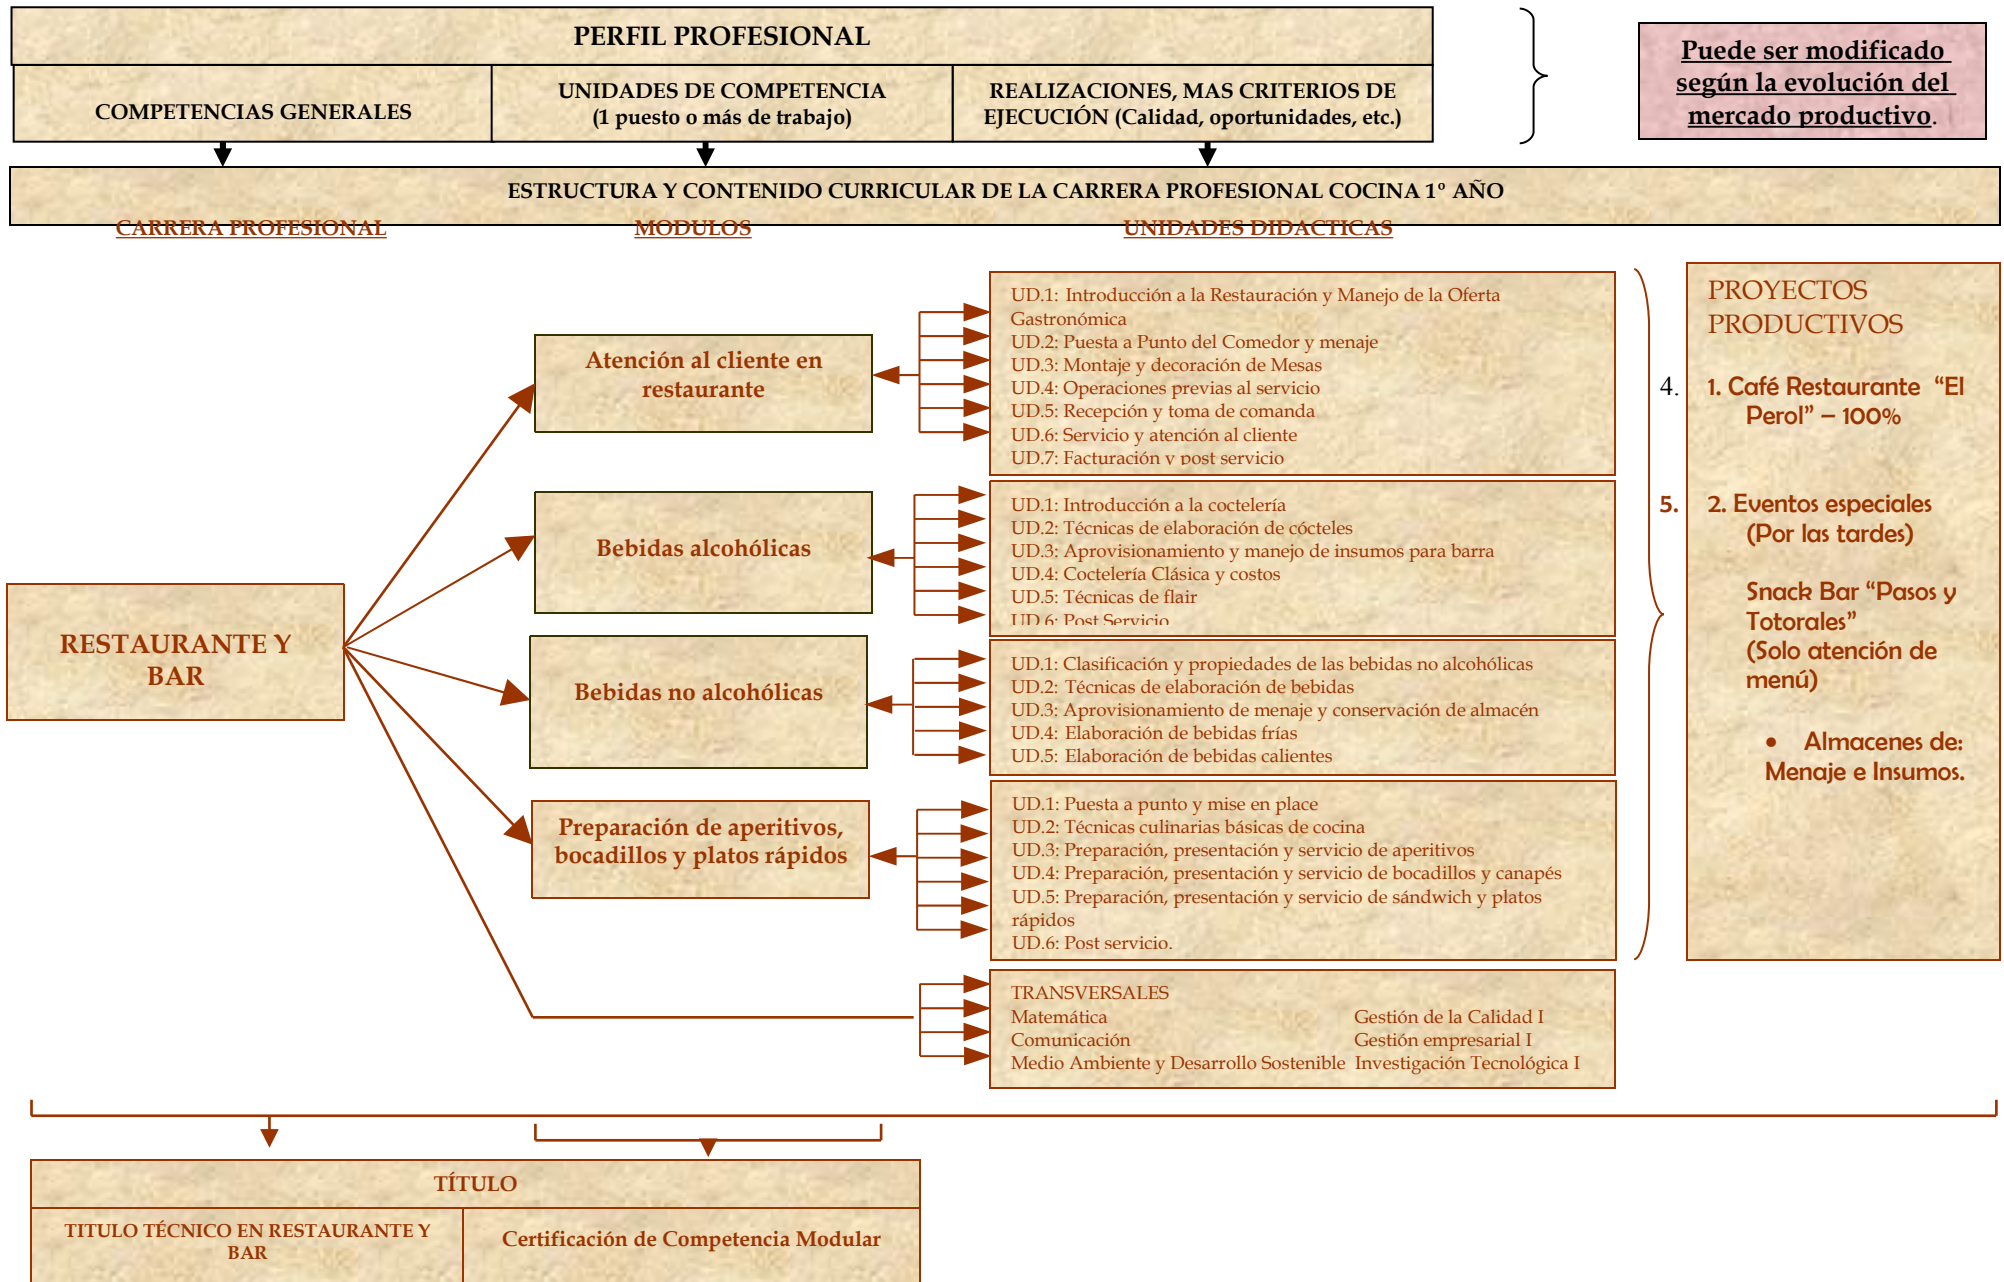 PERFIL PROFESIONAL
COMPETENCIAS GENERALES
UNIDADES DE COMPETENCIA
(1 puesto o más de trabajo)
REALIZACIONES, MAS CRITERIOS DE
EJECUCIÓN (Calidad, oportunidades, etc.)
Puede ser modificado
según la evolución del
mercado productivo.
ESTRUCTURA Y CONTENIDO CURRICULAR DE LA CARRERA PROFESIONAL COCINA 1º AÑO
CARRERA PROFESIONAL
MODULOS
UNIDADES DIDACTICAS
RESTAURANTE Y
BAR
Atención al cliente en
restaurante
UD.1: Introducción a la Restauración y Manejo de la Oferta
Gastronómica
UD.2: Puesta a Punto del Comedor y menaje
UD.3: Montaje y decoración de Mesas
UD.4: Operaciones previas al servicio
UD.5: Recepción y toma de comanda
UD.6: Servicio y atención al cliente
UD.7: Facturación y post servicio
Bebidas alcohólicas
UD.1: Introducción a la coctelería
UD.2: Técnicas de elaboración de cócteles
UD.3: Aprovisionamiento y manejo de insumos para barra
UD.4: Coctelería Clásica y costos
UD.5: Técnicas de flair
UD.6: Post Servicio
Bebidas no alcohólicas
UD.1: Clasificación y propiedades de las bebidas no alcohólicas
UD.2: Técnicas de elaboración de bebidas
UD.3: Aprovisionamiento de menaje y conservación de almacén
UD.4: Elaboración de bebidas frías
UD.5: Elaboración de bebidas calientes
Preparación de aperitivos,
bocadillos y platos rápidos
UD.1: Puesta a punto y mise en place
UD.2: Técnicas culinarias básicas de cocina
UD.3: Preparación, presentación y servicio de aperitivos
UD.4: Preparación, presentación y servicio de bocadillos y canapés
UD.5: Preparación, presentación y servicio de sándwich y platos
rápidos
UD.6: Post servicio.
TRANSVERSALES
Matemática Gestión de la Calidad I
Comunicación Gestión empresarial I
Medio Ambiente y Desarrollo Sostenible Investigación Tecnológica I
4.
5.
PROYECTOS
PRODUCTIVOS
1. Café Restaurante “El
Perol” – 100%
2. Eventos especiales
(Por las tardes)
Snack Bar “Pasos y
Totorales”
(Solo atención de
menú)
• Almacenes de:
Menaje e Insumos.
TÍTULO
TITULO TÉCNICO EN RESTAURANTE Y
BAR
Certificación de Competencia Modular